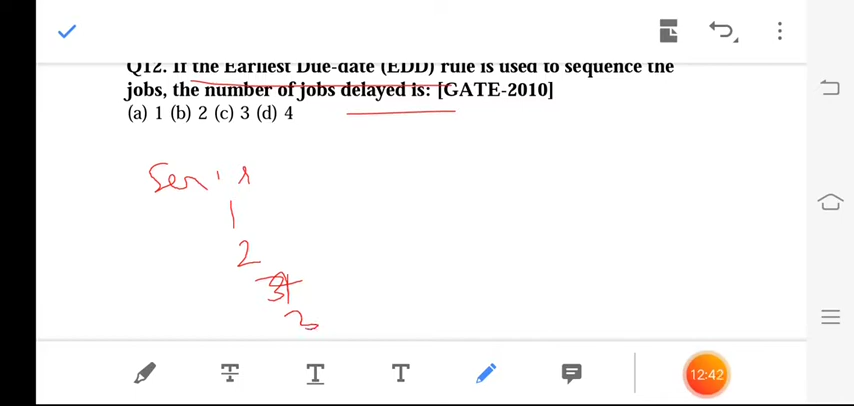 Q12. If the Earliest Due-date (EDD) rule is used to sequence the
jobs, the number of jobs delayed is: [GATE-2010]
(a) 1 (b) 2 (c) 3 (d) 4
1
2
3
T T T
12:42